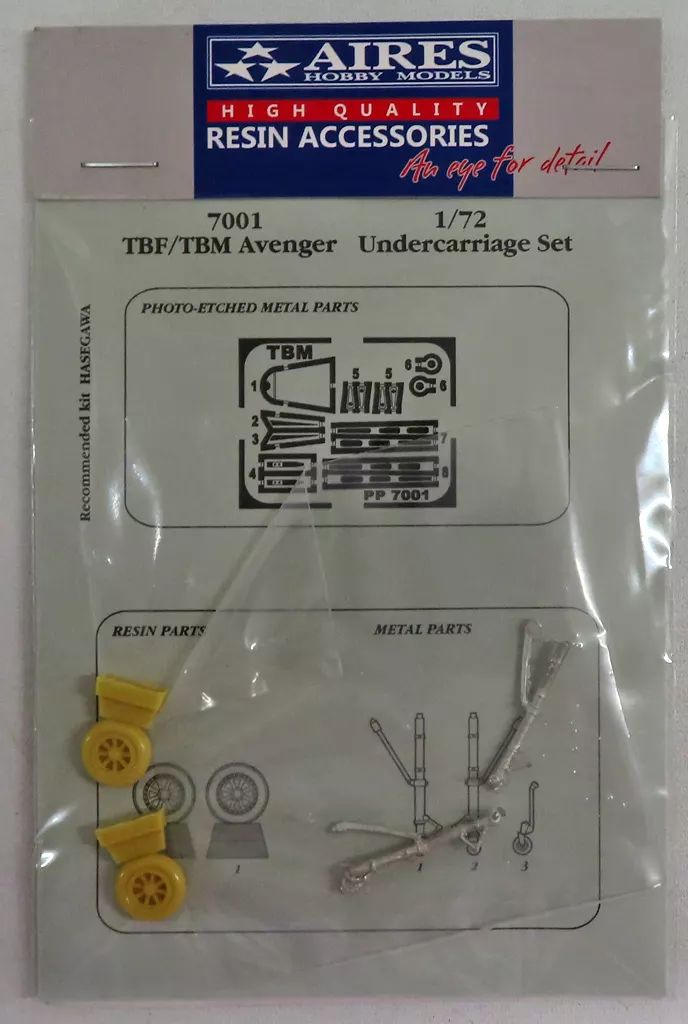 AIRES
HOBBY MODELS
HIGH QUALITY
RESIN ACCESSORIES
An eye for detail
7001 1/72
TBF/TBM Avenger Undercarriage Set
Recommended kit HASEGAWA
PHOTO-ETCHED METAL PARTS
TBM
1
5 5
6 6
2
3
7
4
8
PP 7001
RESIN PARTS
METAL PARTS
1
1 2 3